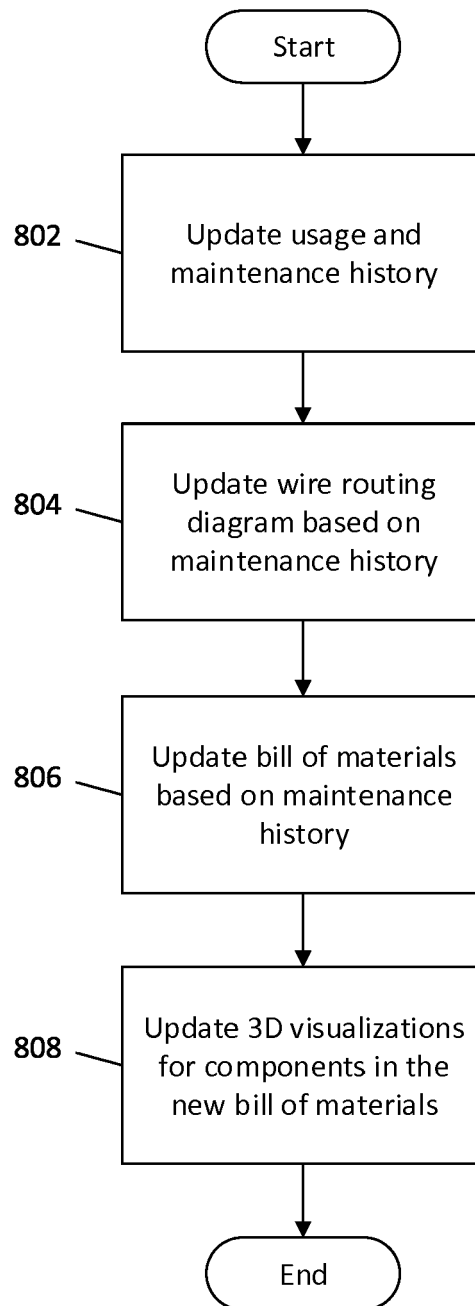 Start
802
Update usage and
maintenance history
804
Update wire routing
diagram based on
maintenance history
806
Update bill of materials
based on maintenance
history
808
Update 3D visualizations
for components in the
new bill of materials
End